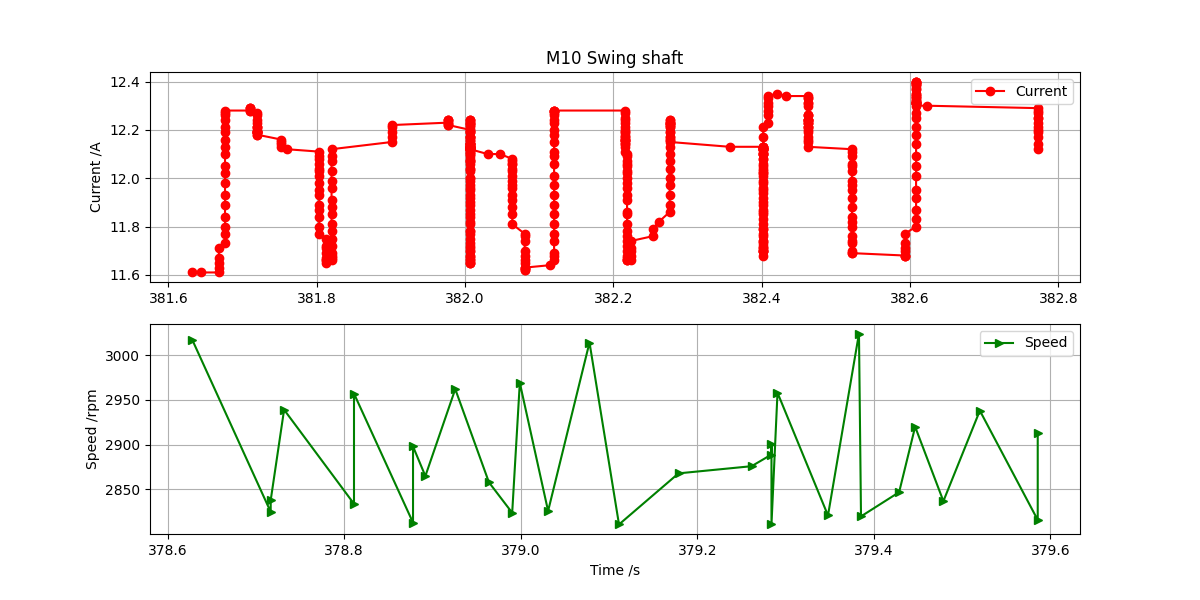 M10 Swing shaft
Current /A
12.4
12.2
12.0
11.8
11.6
Current
381.6 381.8 382.0 382.2 382.4 382.6 382.8
Speed /rpm
3000
2950
2900
2850
Speed
378.6 378.8 379.0 379.2 379.4 379.6
Time /s